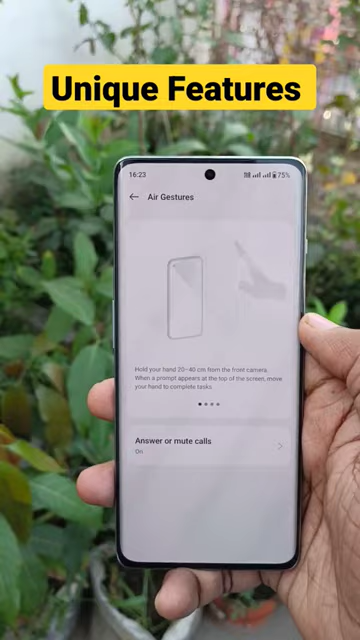 Unique Features
16:23
75%
Air Gestures
Hold your hand 20–40 cm from the front camera.
When a prompt appears at the top of the screen, move
your hand to complete tasks.
Answer or mute calls
On